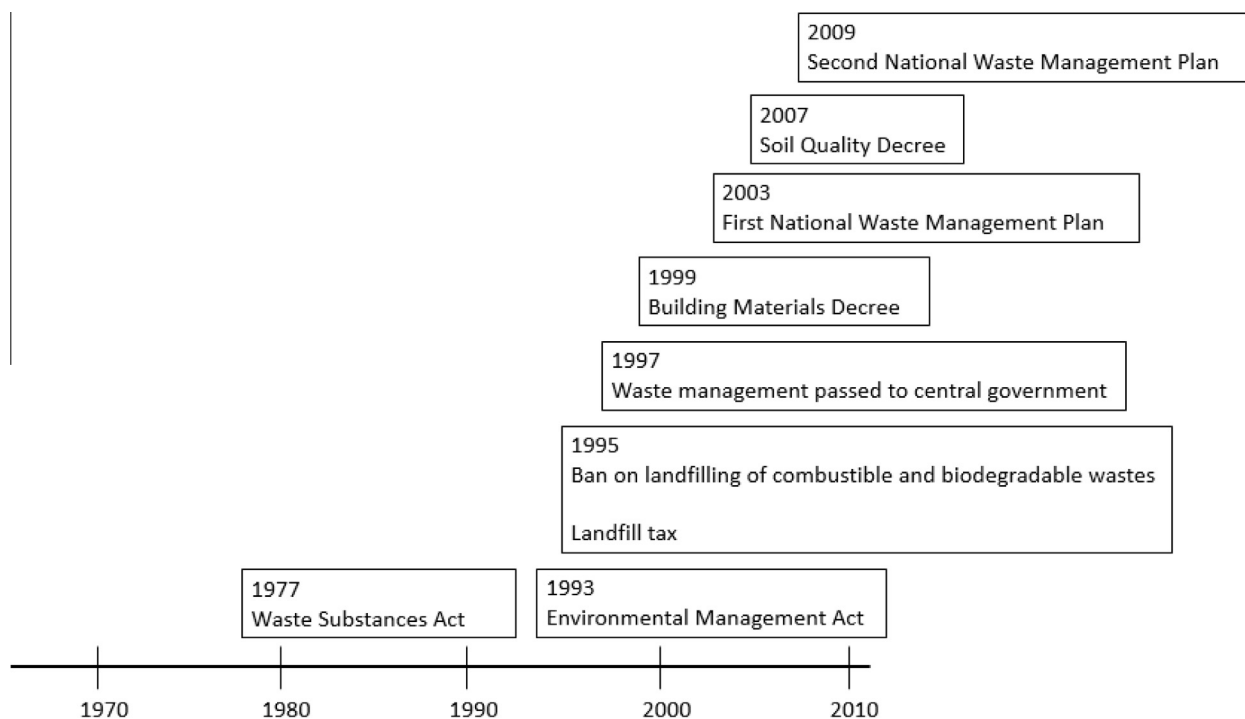 2009
Second National Waste Management Plan
2007
Soil Quality Decree
2003
First National Waste Management Plan
1999
Building Materials Decree
1997
Waste management passed to central government
1995
Ban on landfilling of combustible and biodegradable wastes
Landfill tax
1977
Waste Substances Act
1993
Environmental Management Act
1970
1980
1990
2000
2010